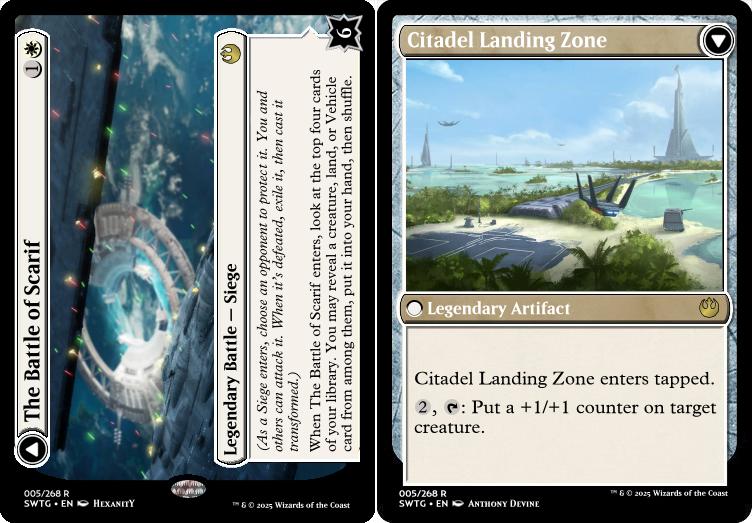 The Battle of Scarif
1
Legendary Battle – Siege
6
(As a Siege enters, choose an opponent to protect it. You and
others can attack it. When it's defeated, exile it, then cast it
transformed.)
When The Battle of Scarif enters, look at the top four cards
of your library. You may reveal a creature, land, or Vehicle
card from among them, put it into your hand, then shuffle.
005/268 R
SWTG • EN HEXANITY
™ & © 2025 Wizards of the Coast
Citadel Landing Zone
Legendary Artifact
Citadel Landing Zone enters tapped.
2, : Put a +1/+1 counter on target
creature.
005/268 R
SWTG • EN ANTHONY DEVINE
™ & © 2025 Wizards of the Coast